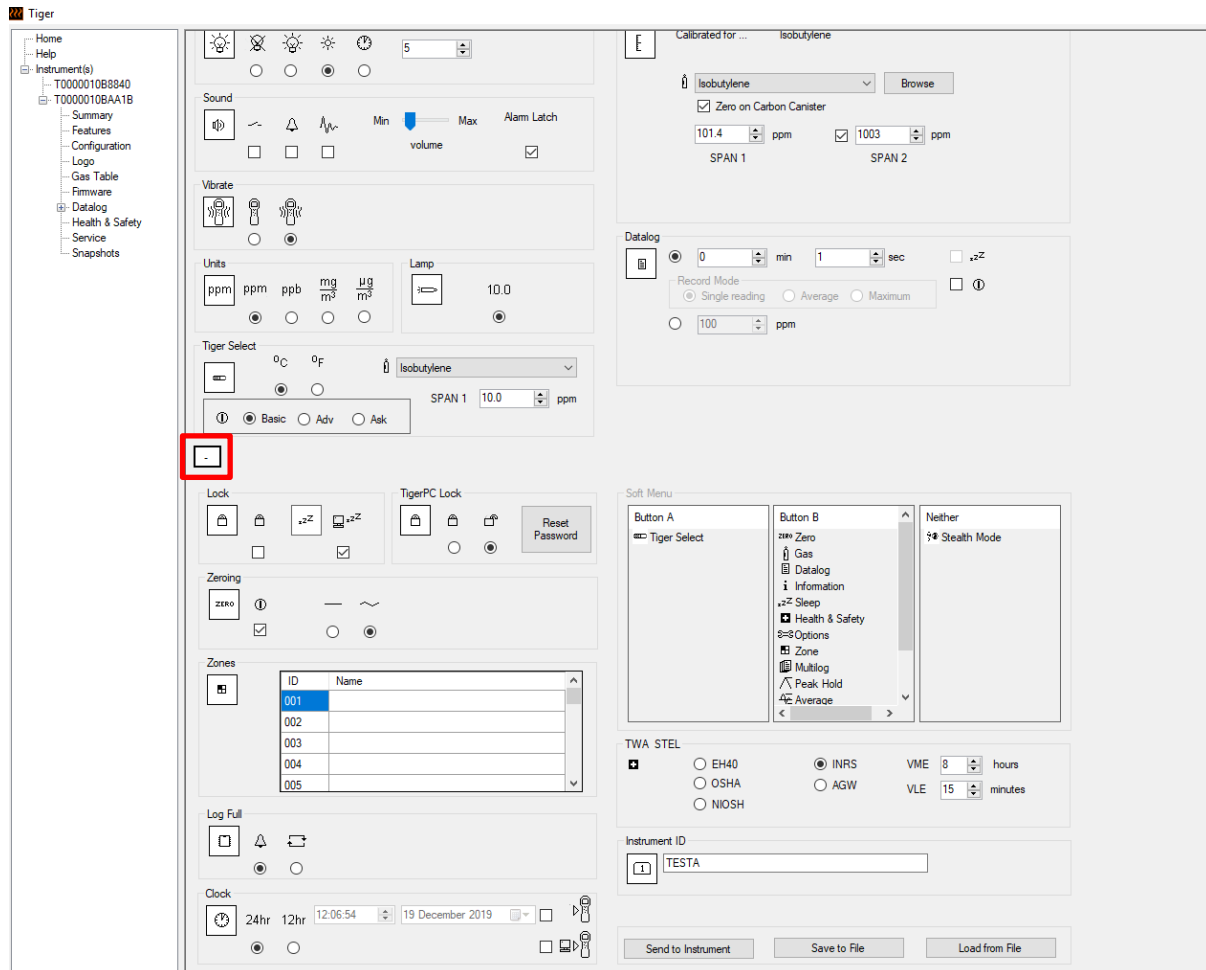 Tiger
Home
Help
Instrument(s)
T0000010B8840
T0000010BAA1B
Summary
Features
Configuration
Logo
Gas Table
Firmware
Datalog
Health & Safety
Service
Snapshots
5
Sound
Min Max
volume
Alarm Latch
Vibrate
Units
ppm ppm ppb mg/m³ µg/m³
Lamp
10.0
Tiger Select
⁰C ⁰F
Isobutylene
SPAN 1 10.0 ppm
Basic Adv Ask
-
Calibrated for ... Isobutylene
E
Isobutylene
Browse
Zero on Carbon Canister
101.4 ppm 1003 ppm
SPAN 1 SPAN 2
Datalog
0 min 1 sec zZZ
Record Mode
Single reading Average Maximum
100 ppm
Lock
zZZ zZZ
TigerPC Lock
Reset
Password
Zeroing
ZERO
Zones
ID Name
001
002
003
004
005
Log Full
Clock
24hr 12hr 12:06:54 19 December 2019
Soft Menu
Button A
Tiger Select
Button B
ZERO Zero
Gas
Datalog
i Information
zZZ Sleep
Health & Safety
Options
Zone
Multilog
Peak Hold
Average
Neither
Stealth Mode
TWA STEL
EH40
OSHA
NIOSH
INRS
AGW
VME 8 hours
VLE 15 minutes
Instrument ID
1 TESTA
Send to Instrument
Save to File
Load from File